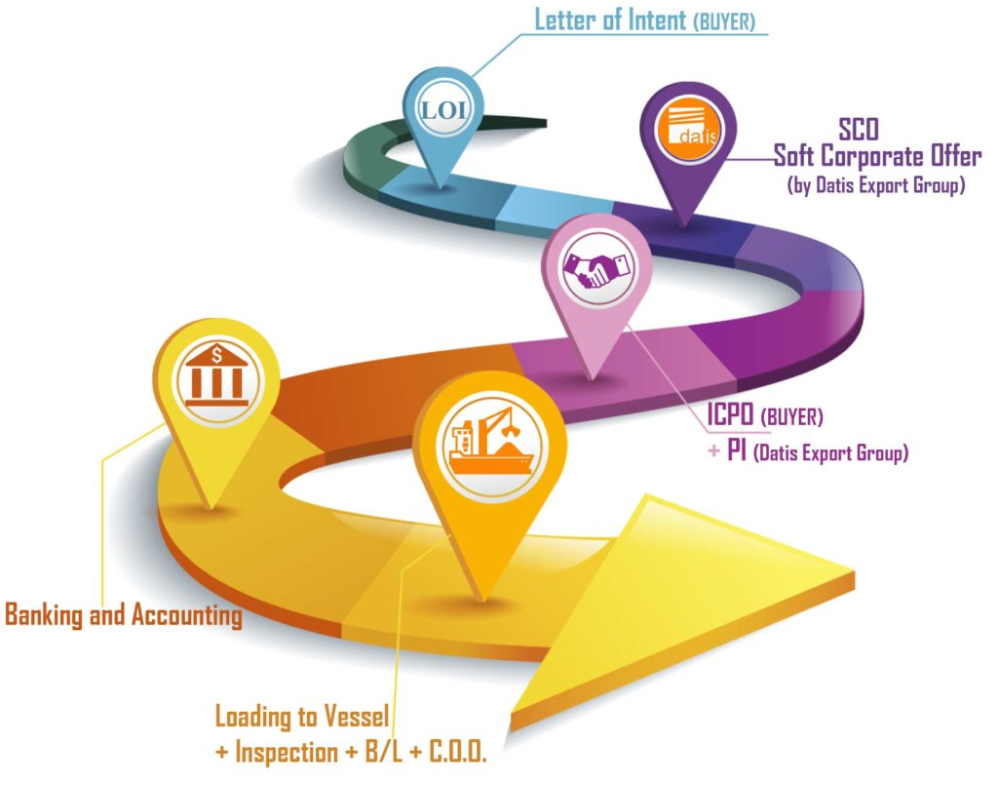 Letter of Intent (BUYER)
LOI
datis
SCO
Soft Corporate Offer
(by Datis Export Group)
ICPO (BUYER)
+ PI (Datis Export Group)
$
Banking and Accounting
Loading to Vessel
+ Inspection + B/L + C.O.O.